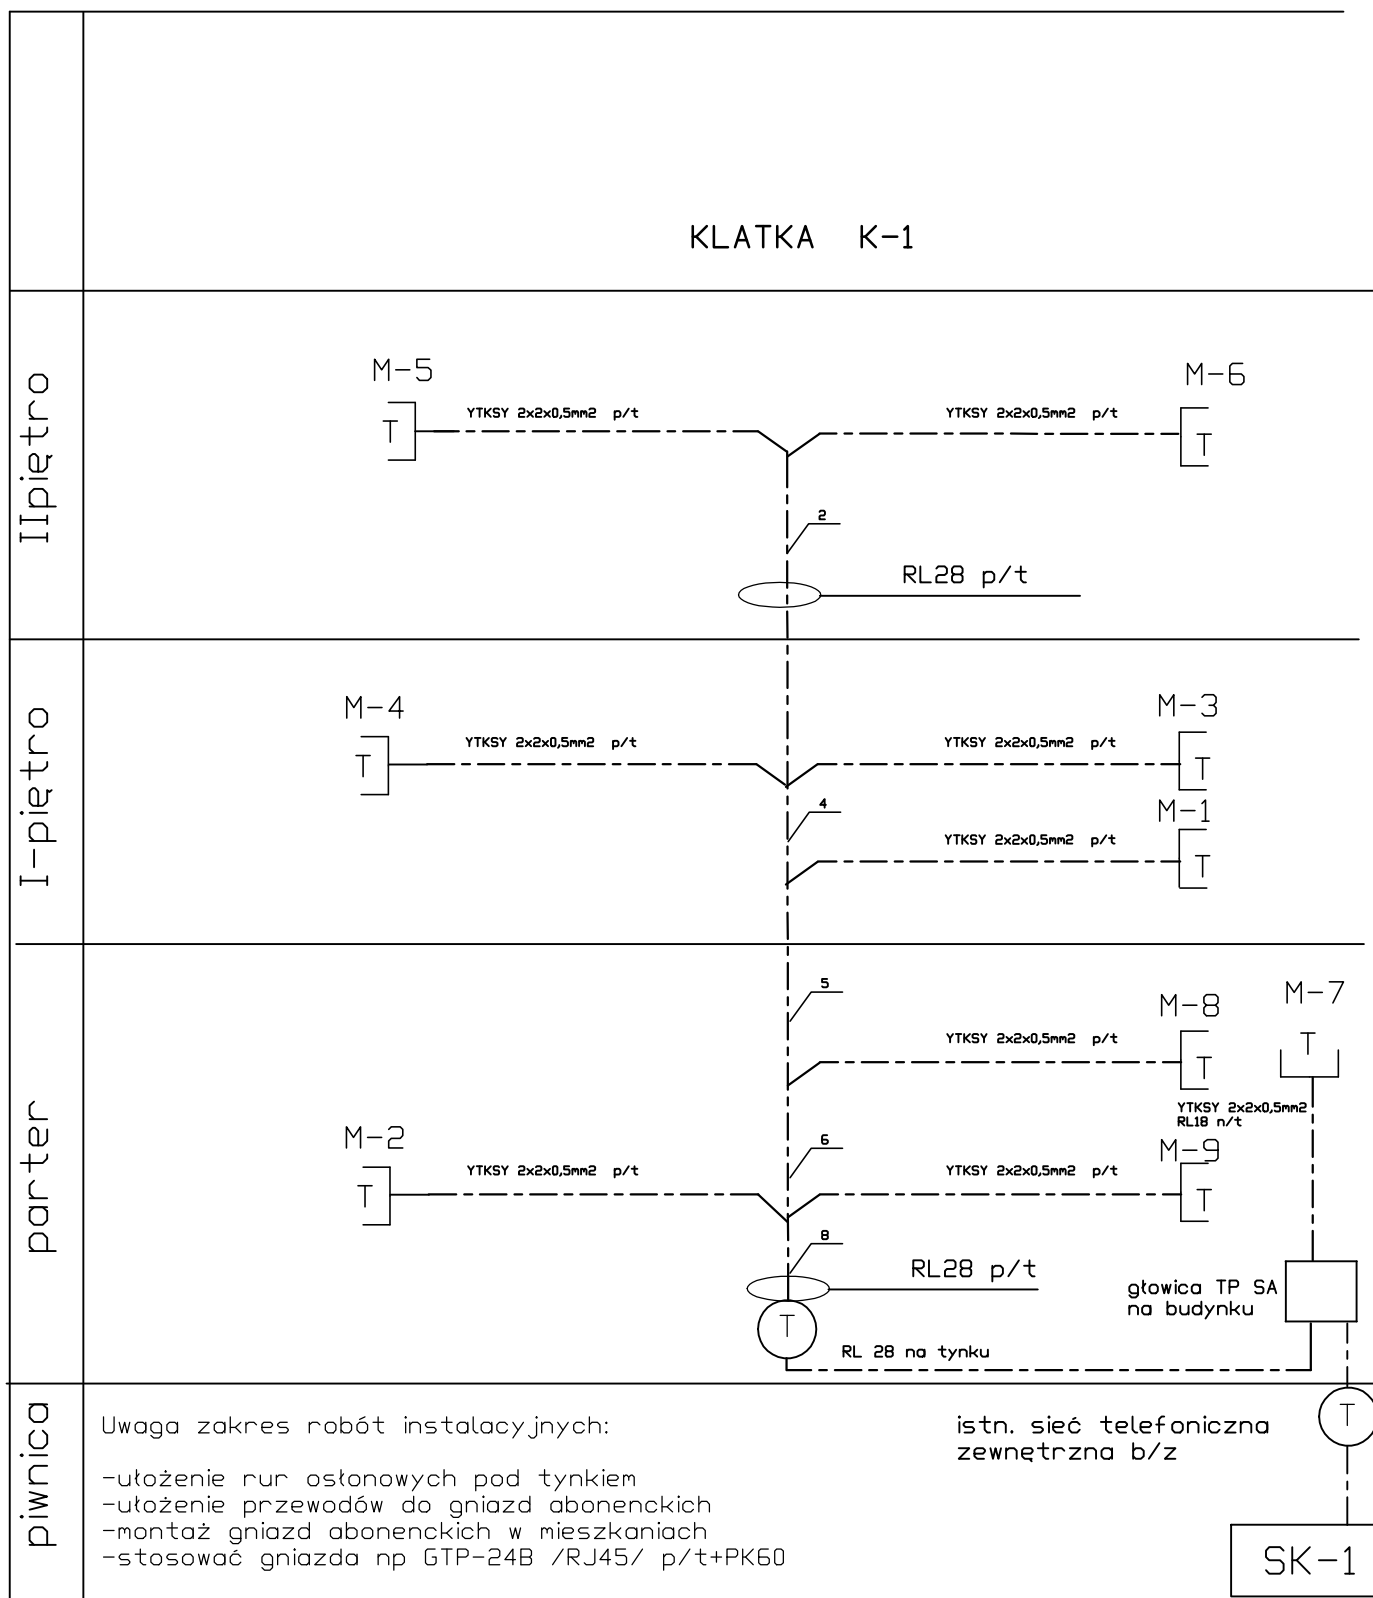 KLATKA K-1
IIpiętro
M-5
M-6
T
YTKSY 2x2x0,5mm2 p/t
YTKSY 2x2x0,5mm2 p/t
T
2
RL28 p/t
I-piętro
M-4
M-3
T
YTKSY 2x2x0,5mm2 p/t
YTKSY 2x2x0,5mm2 p/t
T
4
M-1
YTKSY 2x2x0,5mm2 p/t
T
parter
5
M-8
M-7
YTKSY 2x2x0,5mm2 p/t
T
T
YTKSY 2x2x0,5mm2
RL18 n/t
M-2
6
M-9
T
YTKSY 2x2x0,5mm2 p/t
YTKSY 2x2x0,5mm2 p/t
T
8
RL28 p/t
głowica TP SA
na budynku
T
RL 28 na tynku
piwnica
Uwaga zakres robót instalacyjnych:
-ułożenie rur osłonowych pod tynkiem
-ułożenie przewodów do gniazd abonenckich
-montaż gniazd abonenckich w mieszkaniach
-stosować gniazda np GTP-24B /RJ45/ p/t+PK60
istn. sieć telefoniczna
zewnętrzna b/z
T
SK-1